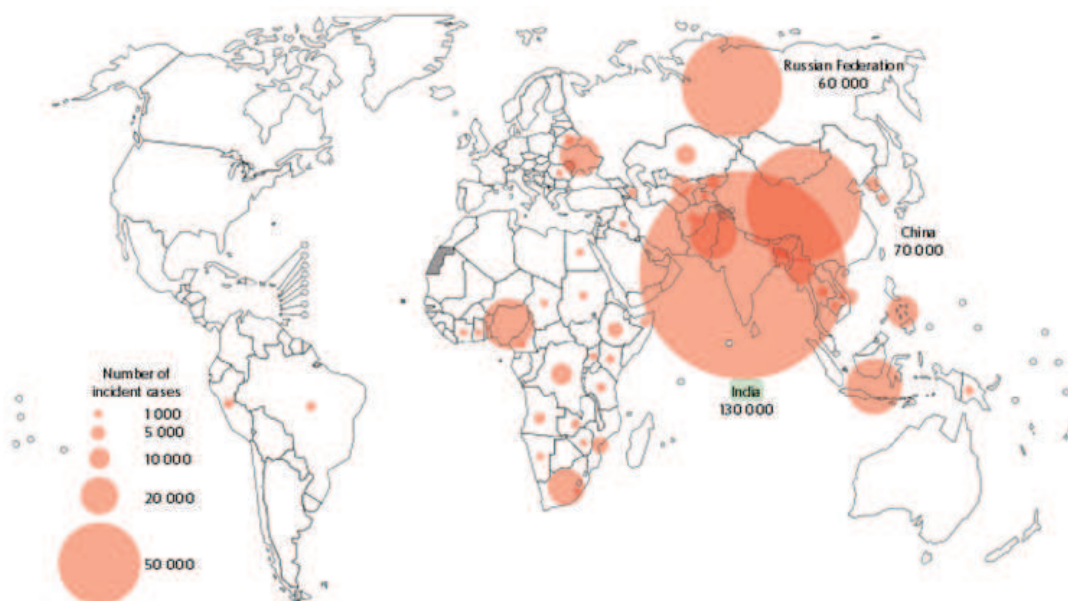 Russian Federation
60 000
China
70 000
India
130 000
Number of
incident cases
1 000
5 000
10 000
20 000
50 000